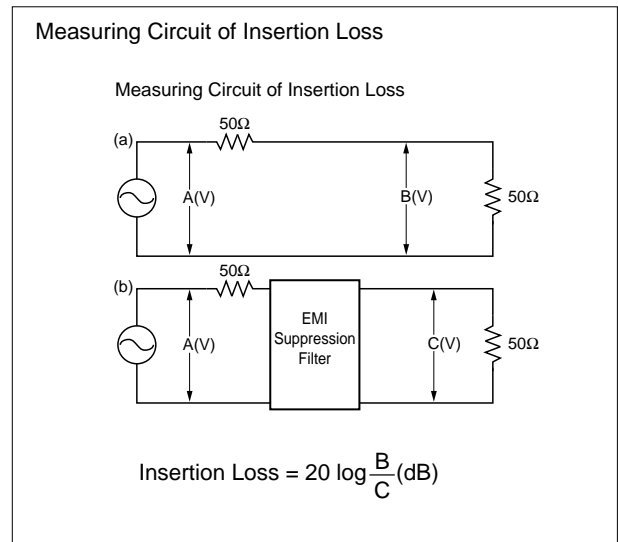 Measuring Circuit of Insertion Loss
Measuring Circuit of Insertion Loss
50Ω
(a)
A(V)
B(V)
50Ω
50Ω
(b)
A(V)
EMI
Suppression
Filter
C(V)
50Ω
Insertion Loss = 20 log B/C (dB)